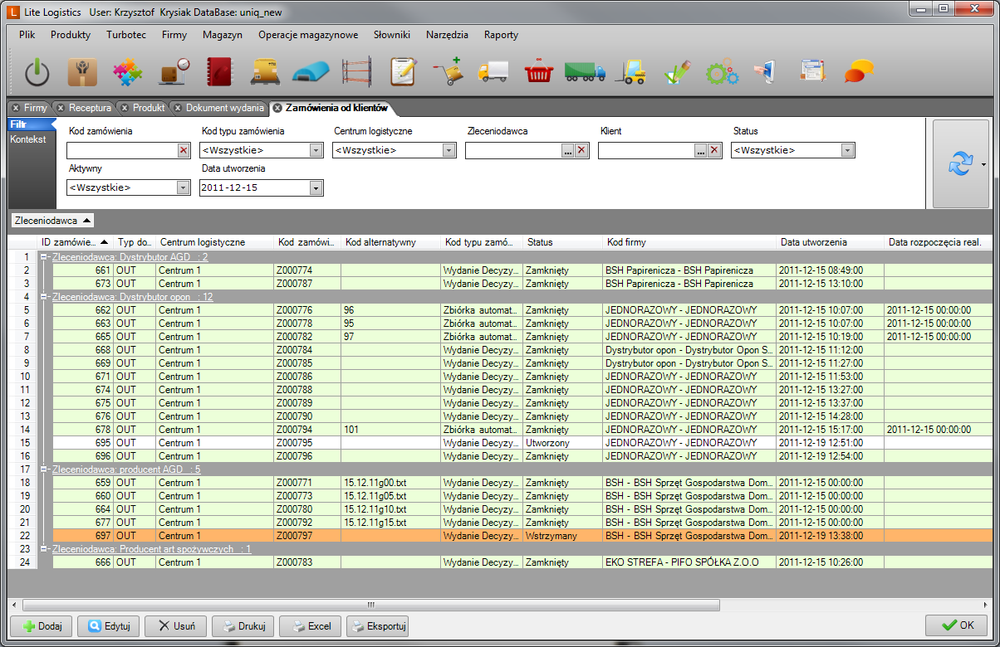 Lite Logistics User: Krzysztof Krysiak DataBase: uniq_new
Plik Produkty Turbotec Firmy Magazyn Operacje magazynowe Słowniki Narzędzia Raporty
Firmy Receptura Produkt Dokument wydania Zamówienia od klientów
Filtr
Kontekst
Kod zamówienia Kod typu zamówienia Centrum logistyczne Zleceniodawca Klient Status
<Wszystkie> <Wszystkie> ... ... <Wszystkie>
Aktywny Data utworzenia
<Wszystkie> 2011-12-15
Zleceniodawca
ID zamówie... Typ do... Centrum logistyczne Kod zamówi... Kod alternatywny Kod typu zamó... Status Kod firmy Data utworzenia Data rozpoczęcia real.
1 Zleceniodawca: Dystrybutor AGD : 2
2 661 OUT Centrum 1 Z000774 Wydanie Decyzy... Zamknięty BSH Papirenicza - BSH Papirenicza 2011-12-15 08:49:00
3 673 OUT Centrum 1 Z000787 Wydanie Decyzy... Zamknięty BSH Papirenicza - BSH Papirenicza 2011-12-15 13:10:00
4 Zleceniodawca: Dystrybutor opon : 12
5 662 OUT Centrum 1 Z000776 96 Zbiórka automat... Zamknięty JEDNORAZOWY - JEDNORAZOWY 2011-12-15 10:07:00 2011-12-15 00:00:00
6 663 OUT Centrum 1 Z000778 95 Zbiórka automat... Zamknięty JEDNORAZOWY - JEDNORAZOWY 2011-12-15 10:07:00 2011-12-15 00:00:00
7 665 OUT Centrum 1 Z000782 97 Zbiórka automat... Zamknięty JEDNORAZOWY - JEDNORAZOWY 2011-12-15 10:19:00 2011-12-15 00:00:00
8 668 OUT Centrum 1 Z000784 Wydanie Decyzy... Zamknięty Dystrybutor opon - Dystrybutor Opon S... 2011-12-15 11:12:00
9 669 OUT Centrum 1 Z000785 Wydanie Decyzy... Zamknięty Dystrybutor opon - Dystrybutor Opon S... 2011-12-15 11:27:00
10 671 OUT Centrum 1 Z000786 Wydanie Decyzy... Zamknięty JEDNORAZOWY - JEDNORAZOWY 2011-12-15 11:53:00
11 674 OUT Centrum 1 Z000788 Wydanie Decyzy... Zamknięty JEDNORAZOWY - JEDNORAZOWY 2011-12-15 13:27:00
12 675 OUT Centrum 1 Z000789 Wydanie Decyzy... Zamknięty JEDNORAZOWY - JEDNORAZOWY 2011-12-15 13:37:00
13 676 OUT Centrum 1 Z000790 Wydanie Decyzy... Zamknięty JEDNORAZOWY - JEDNORAZOWY 2011-12-15 14:28:00
14 678 OUT Centrum 1 Z000794 101 Zbiórka automat... Zamknięty JEDNORAZOWY - JEDNORAZOWY 2011-12-15 15:17:00 2011-12-15 00:00:00
15 695 OUT Centrum 1 Z000795 Wydanie Decyzy... Utworzony JEDNORAZOWY - JEDNORAZOWY 2011-12-19 12:51:00
16 696 OUT Centrum 1 Z000796 Wydanie Decyzy... Zamknięty JEDNORAZOWY - JEDNORAZOWY 2011-12-19 12:54:00
17 Zleceniodawca: producent AGD : 5
18 659 OUT Centrum 1 Z000771 15.12.11g00.txt Wydanie Decyzy... Zamknięty BSH - BSH Sprzęt Gospodarstwa Dom... 2011-12-15 00:00:00
19 660 OUT Centrum 1 Z000773 15.12.11g05.txt Wydanie Decyzy... Zamknięty BSH - BSH Sprzęt Gospodarstwa Dom... 2011-12-15 00:00:00
20 664 OUT Centrum 1 Z000780 15.12.11g10.txt Wydanie Decyzy... Zamknięty BSH - BSH Sprzęt Gospodarstwa Dom... 2011-12-15 00:00:00
21 677 OUT Centrum 1 Z000792 15.12.11g15.txt Wydanie Decyzy... Zamknięty BSH - BSH Sprzęt Gospodarstwa Dom... 2011-12-15 00:00:00
22 697 OUT Centrum 1 Z000797 Wydanie Decyzy... Wstrzymany BSH - BSH Sprzęt Gospodarstwa Dom... 2011-12-19 13:38:00
23 Zleceniodawca: Producent art spożywczych : 1
24 666 OUT Centrum 1 Z000783 Wydanie Decyzy... Zamknięty EKO STREFA - PIFO SPÓŁKA Z.O.O 2011-12-15 10:26:00
Dodaj Edytuj Usuń Drukuj Excel Eksportuj OK